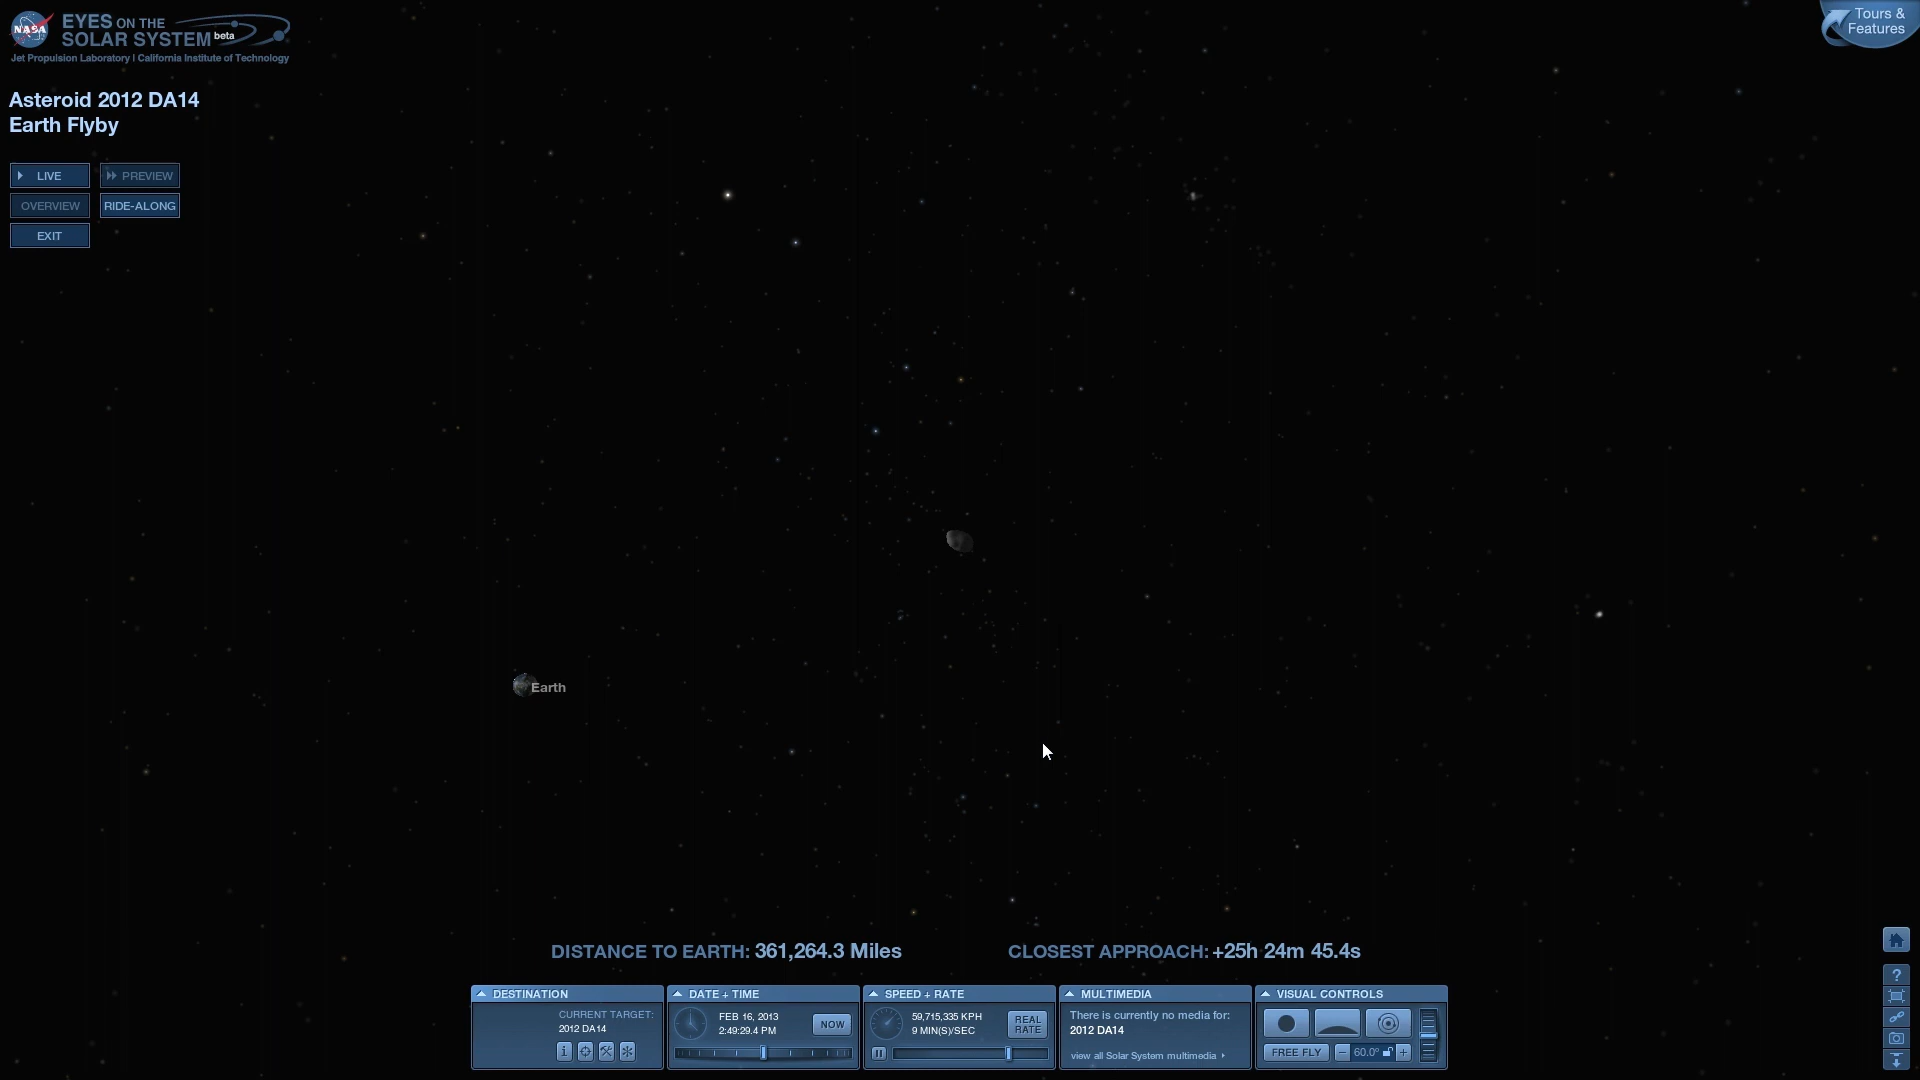 NASA
EYES ON THE
SOLAR SYSTEM beta
Jet Propulsion Laboratory | California Institute of Technology
Tours &
Features
Asteroid 2012 DA14
Earth Flyby
LIVE
PREVIEW
OVERVIEW
RIDE-ALONG
EXIT
Earth
DISTANCE TO EARTH: 361,264.3 Miles
CLOSEST APPROACH: +25h 24m 45.4s
DESTINATION
CURRENT TARGET:
2012 DA14
DATE + TIME
FEB 16, 2013
2:49:29.4 PM
NOW
SPEED + RATE
59,715,335 KPH
9 MIN(S)/SEC
REAL
RATE
MULTIMEDIA
There is currently no media for:
2012 DA14
view all Solar System multimedia
VISUAL CONTROLS
FREE FLY
60.0°